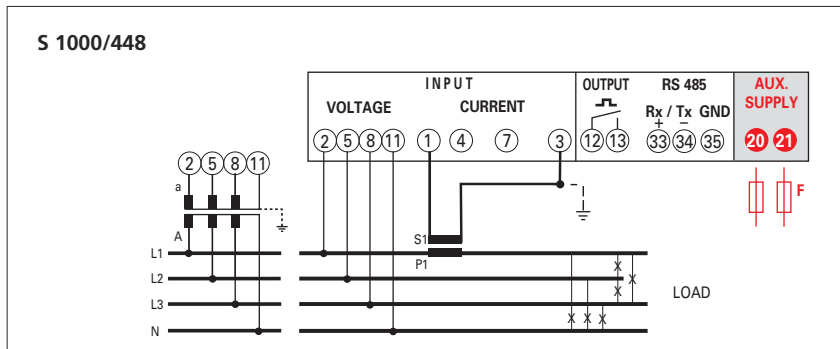 S 1000/448
INPUT
OUTPUT
RS 485
AUX.
SUPPLY
VOLTAGE
CURRENT
Rx / Tx GND
+ –
2 5 8 11 1 4 7 3 12 13 33 34 35 20 21
2 5 8 11
a
F
A
S1
P1
L1
L2
L3
N
x x x x x x
LOAD